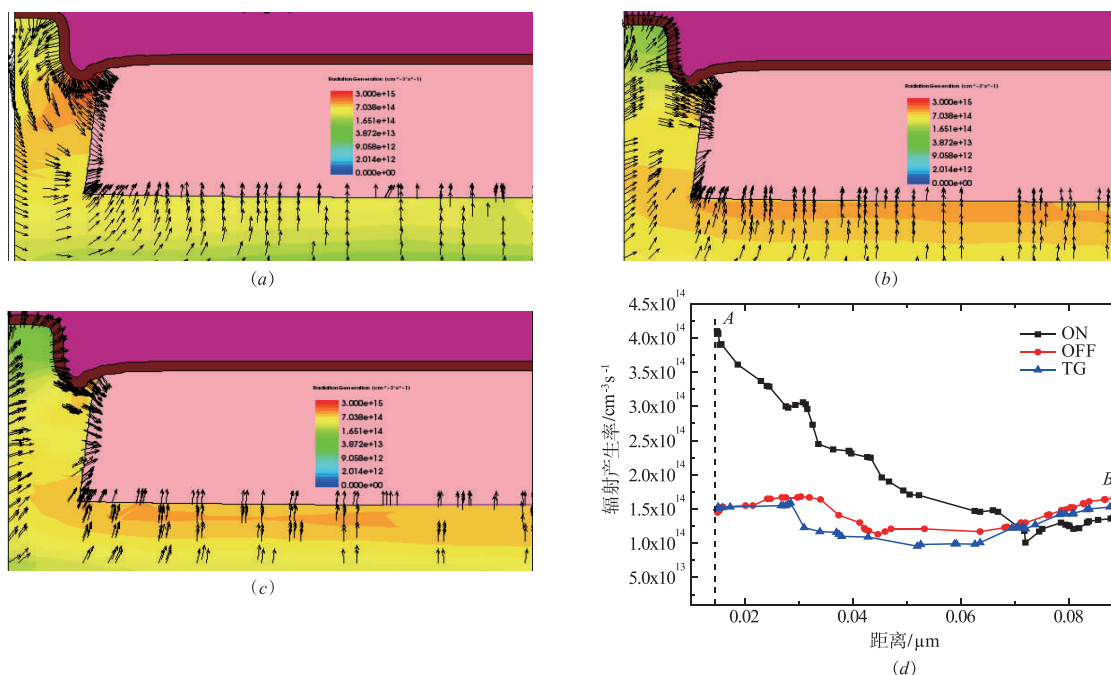 Radiation Generation (cm^-3*s^-1)
3.000e+15
7.038e+14
1.651e+14
3.872e+13
9.058e+12
2.014e+12
0.000e+00
(a)
Radiation Generation (cm^-3*s^-1)
3.000e+15
7.038e+14
1.651e+14
3.872e+13
9.058e+12
2.014e+12
0.000e+00
(b)
Radiation Generation (cm^-3*s^-1)
3.000e+15
7.038e+14
1.651e+14
3.872e+13
9.058e+12
2.014e+12
0.000e+00
(c)
4.5x10^14
4.0x10^14
3.5x10^14
3.0x10^14
2.5x10^14
2.0x10^14
1.5x10^14
1.0x10^14
5.0x10^13
辐射产生率/cm^-3s^-1
A
B
ON
OFF
TG
0.02
0.04
0.06
0.08
距离/μm
(d)